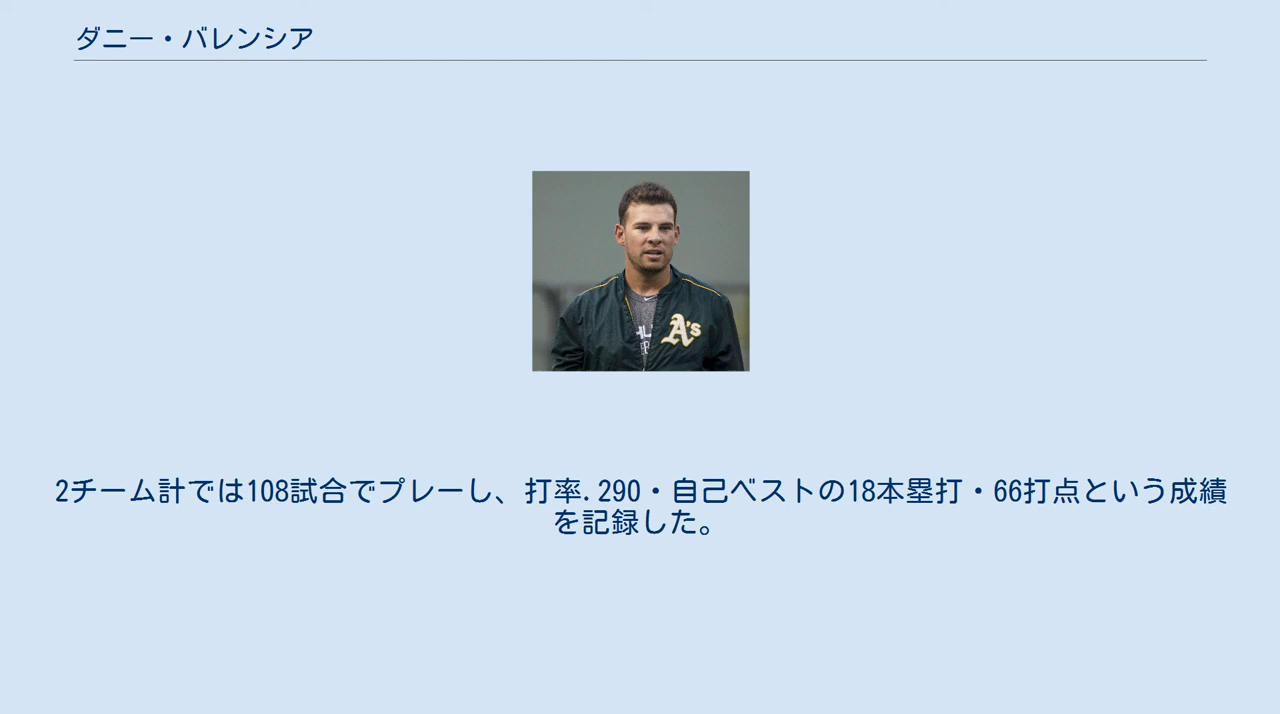 ダニー・バレンシア
A's
2チーム計では108試合でプレーし、打率.290・自己ベストの18本塁打・66打点という成績
を記録した。